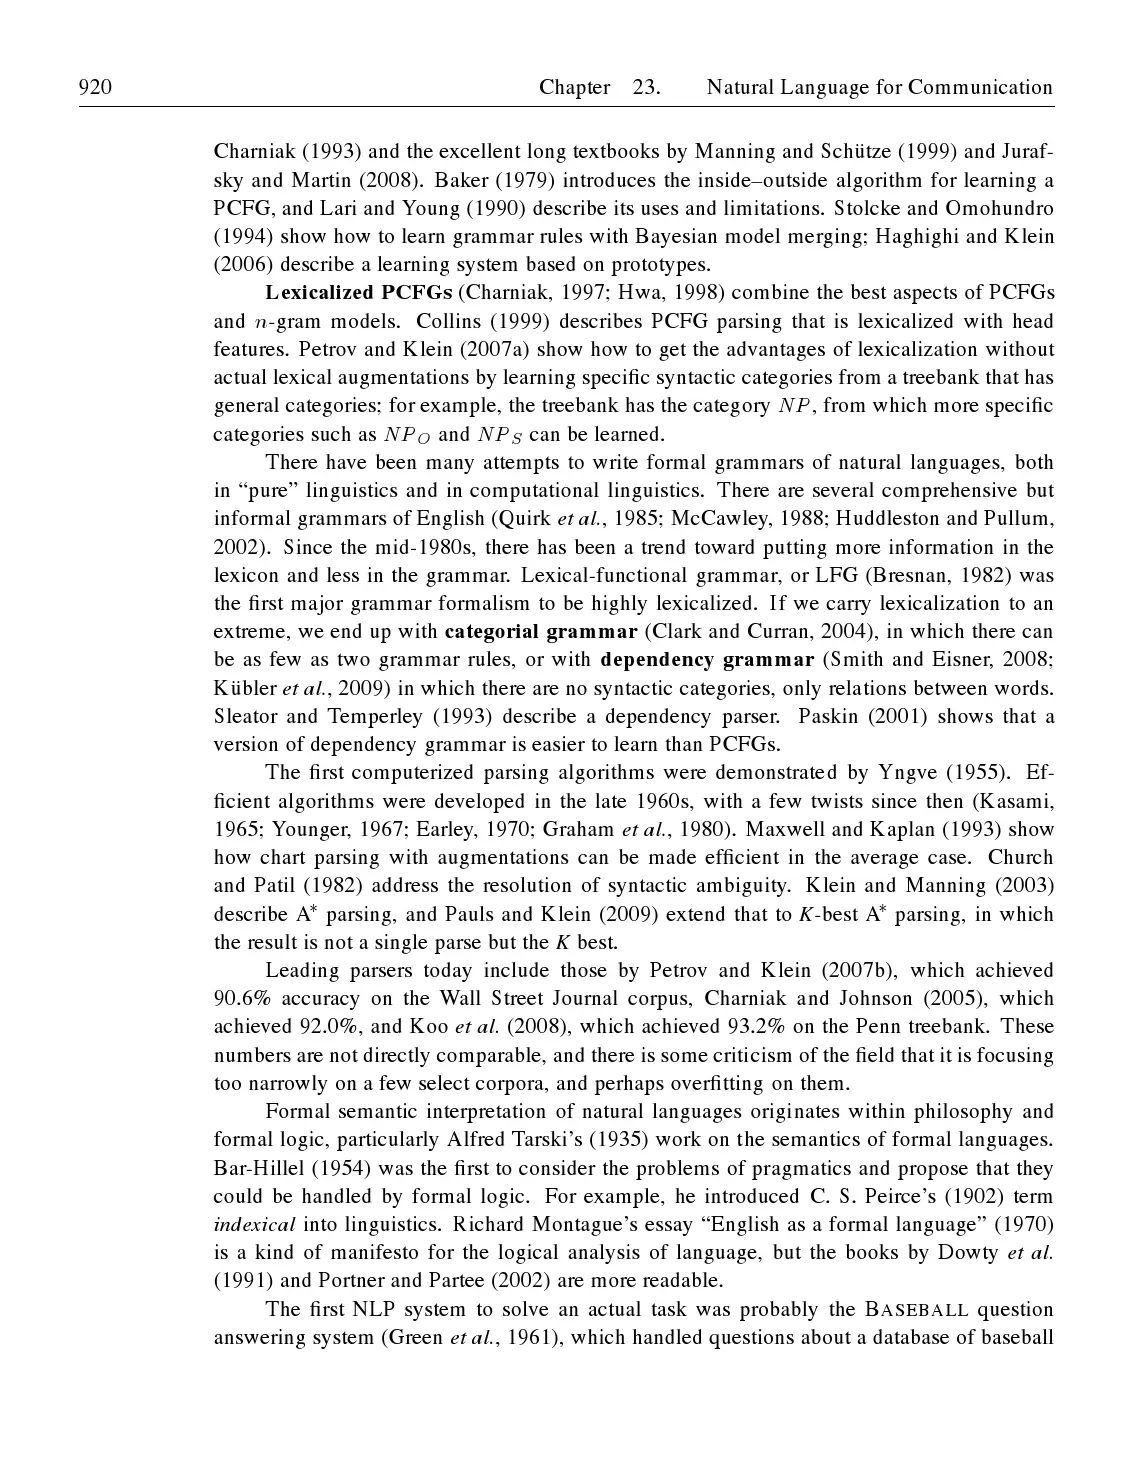 920 Chapter 23. Natural Language for Communication
Charniak (1993) and the excellent long textbooks by Manning and Schütze (1999) and Juraf-
sky and Martin (2008). Baker (1979) introduces the inside–outside algorithm for learning a
PCFG, and Lari and Young (1990) describe its uses and limitations. Stolcke and Omohundro
(1994) show how to learn grammar rules with Bayesian model merging; Haghighi and Klein
(2006) describe a learning system based on prototypes.
Lexicalized PCFGs (Charniak, 1997; Hwa, 1998) combine the best aspects of PCFGs
and n-gram models. Collins (1999) describes PCFG parsing that is lexicalized with head
features. Petrov and Klein (2007a) show how to get the advantages of lexicalization without
actual lexical augmentations by learning specific syntactic categories from a treebank that has
general categories; for example, the treebank has the category NP, from which more specific
categories such as NP_O and NP_S can be learned.
There have been many attempts to write formal grammars of natural languages, both
in “pure” linguistics and in computational linguistics. There are several comprehensive but
informal grammars of English (Quirk et al., 1985; McCawley, 1988; Huddleston and Pullum,
2002). Since the mid-1980s, there has been a trend toward putting more information in the
lexicon and less in the grammar. Lexical-functional grammar, or LFG (Bresnan, 1982) was
the first major grammar formalism to be highly lexicalized. If we carry lexicalization to an
extreme, we end up with categorial grammar (Clark and Curran, 2004), in which there can
be as few as two grammar rules, or with dependency grammar (Smith and Eisner, 2008;
Kübler et al., 2009) in which there are no syntactic categories, only relations between words.
Sleator and Temperley (1993) describe a dependency parser. Paskin (2001) shows that a
version of dependency grammar is easier to learn than PCFGs.
The first computerized parsing algorithms were demonstrated by Yngve (1955). Ef-
ficient algorithms were developed in the late 1960s, with a few twists since then (Kasami,
1965; Younger, 1967; Earley, 1970; Graham et al., 1980). Maxwell and Kaplan (1993) show
how chart parsing with augmentations can be made efficient in the average case. Church
and Patil (1982) address the resolution of syntactic ambiguity. Klein and Manning (2003)
describe A* parsing, and Pauls and Klein (2009) extend that to K-best A* parsing, in which
the result is not a single parse but the K best.
Leading parsers today include those by Petrov and Klein (2007b), which achieved
90.6% accuracy on the Wall Street Journal corpus, Charniak and Johnson (2005), which
achieved 92.0%, and Koo et al. (2008), which achieved 93.2% on the Penn treebank. These
numbers are not directly comparable, and there is some criticism of the field that it is focusing
too narrowly on a few select corpora, and perhaps overfitting on them.
Formal semantic interpretation of natural languages originates within philosophy and
formal logic, particularly Alfred Tarski’s (1935) work on the semantics of formal languages.
Bar-Hillel (1954) was the first to consider the problems of pragmatics and propose that they
could be handled by formal logic. For example, he introduced C. S. Peirce’s (1902) term
indexical into linguistics. Richard Montague’s essay “English as a formal language” (1970)
is a kind of manifesto for the logical analysis of language, but the books by Dowty et al.
(1991) and Portner and Partee (2002) are more readable.
The first NLP system to solve an actual task was probably the BASEBALL question
answering system (Green et al., 1961), which handled questions about a database of baseball